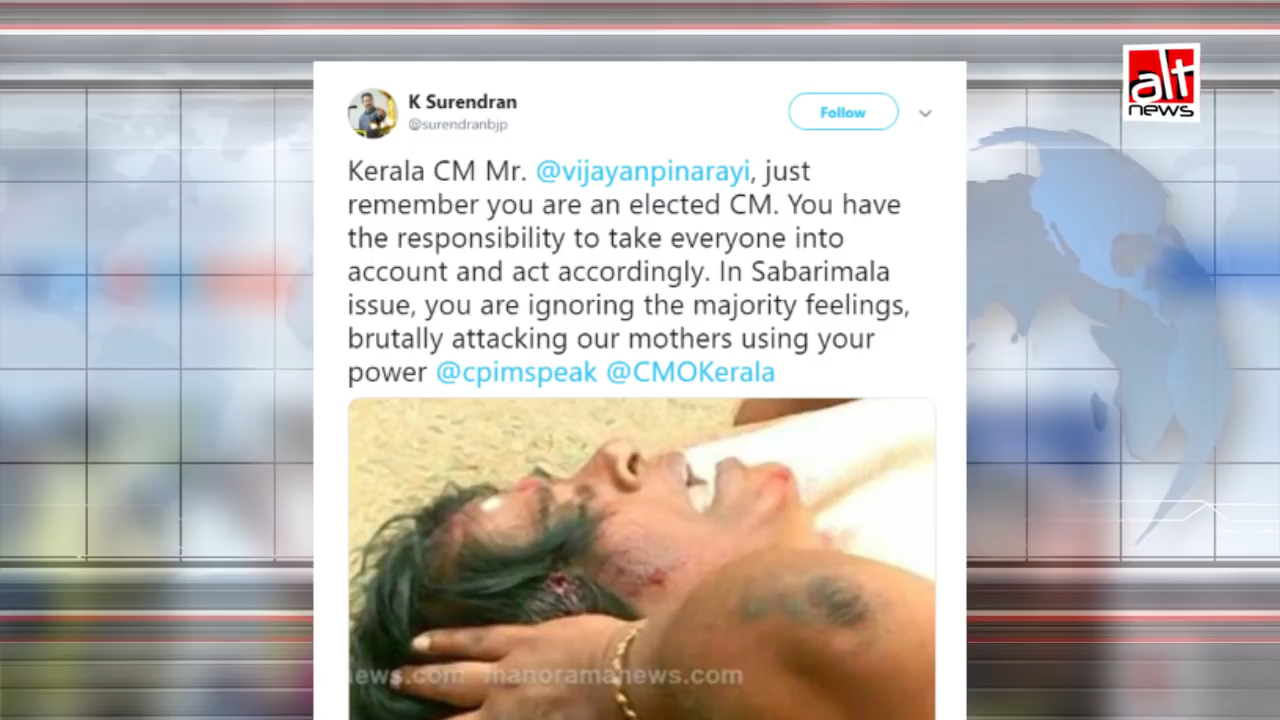 alt
news
K Surendran
@surendranbjp
Follow
Kerala CM Mr. @vijayanpinarayi, just
remember you are an elected CM. You have
the responsibility to take everyone into
account and act accordingly. In Sabarimala
issue, you are ignoring the majority feelings,
brutally attacking our mothers using your
power @cpimspeak @CMOKerala
iews.com manoramanews.com